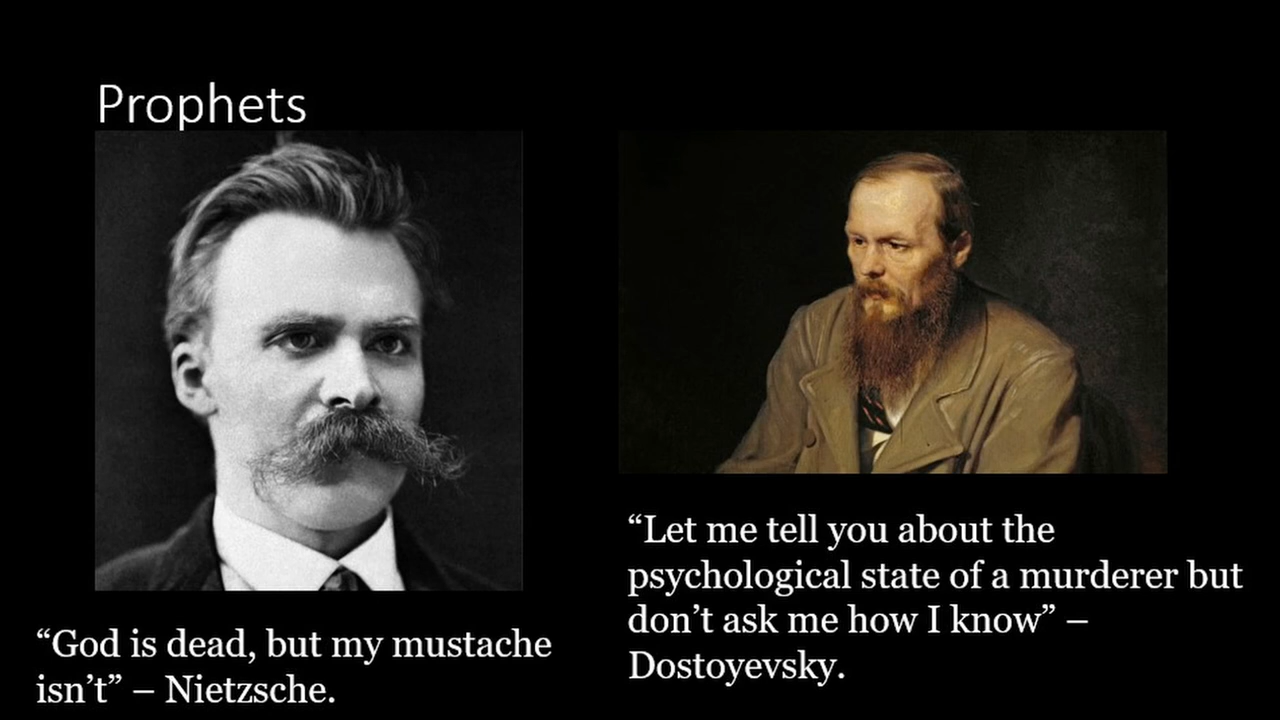 Prophets
“God is dead, but my mustache
isn’t” – Nietzsche.
“Let me tell you about the
psychological state of a murderer but
don’t ask me how I know” –
Dostoyevsky.